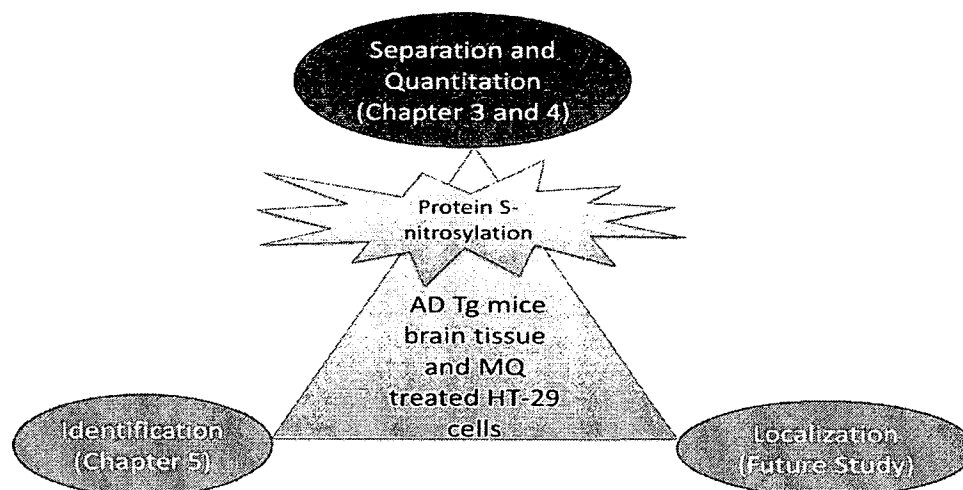 Separation and
Quantitation
(Chapter 3 and 4)
Protein S-
nitrosylation
AD Tg mice
brain tissue
and MQ
treated HT-29
cells
Identification
(Chapter 5)
Localization
(Future Study)